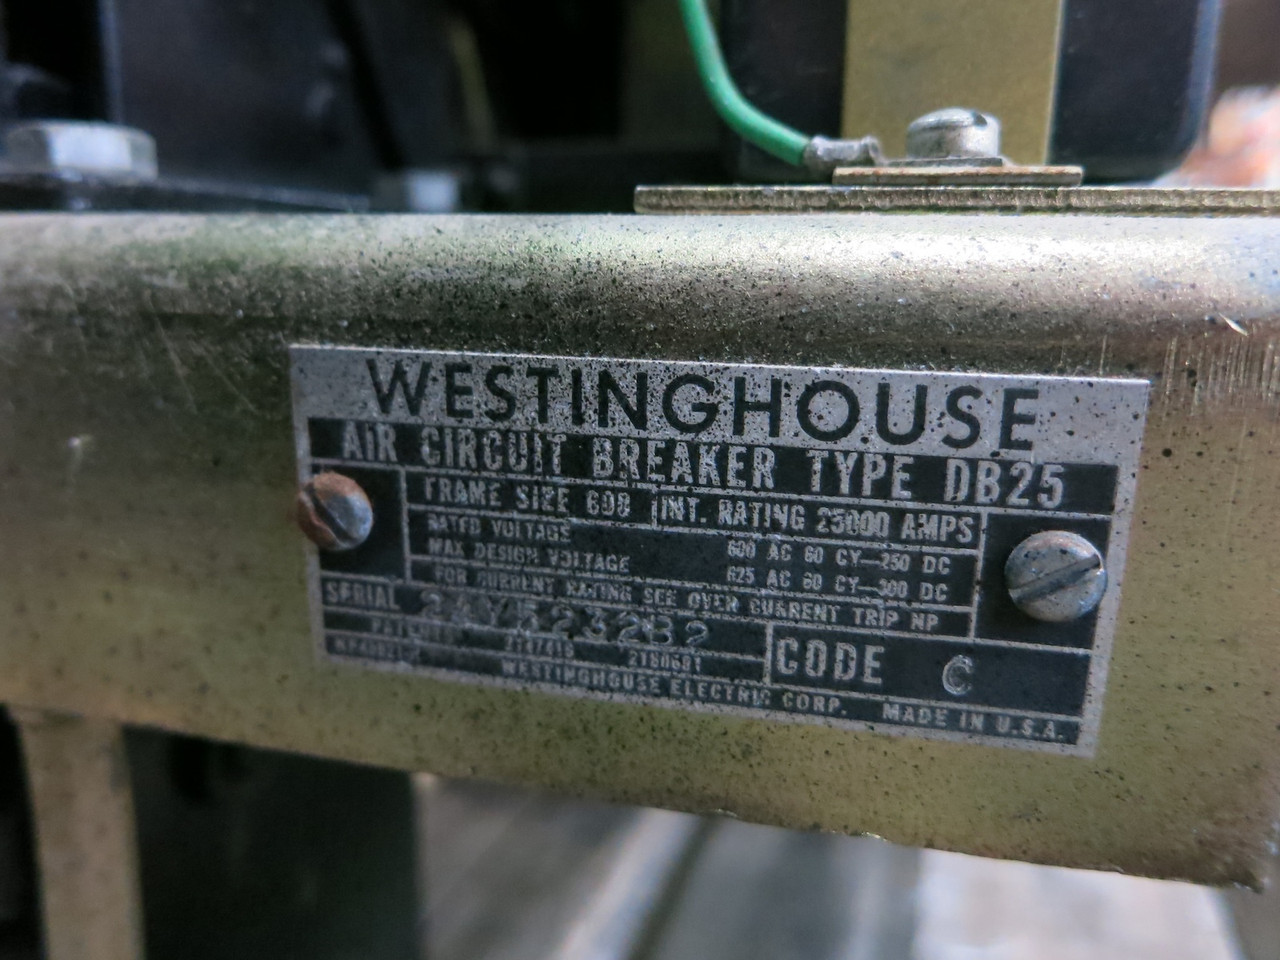 WESTINGHOUSE
AIR CIRCUIT BREAKER TYPE DB25
FRAME SIZE 600 INT. RATING 25000 AMPS
RATED VOLTAGE 600 AC 60 CY—250 DC
MAX DESIGN VOLTAGE 625 AC 60 CY—300 DC
FOR CURRENT RATING SEE OVER CURRENT TRIP NP
SERIAL
CODE C
WESTINGHOUSE ELECTRIC CORP. MADE IN U.S.A.